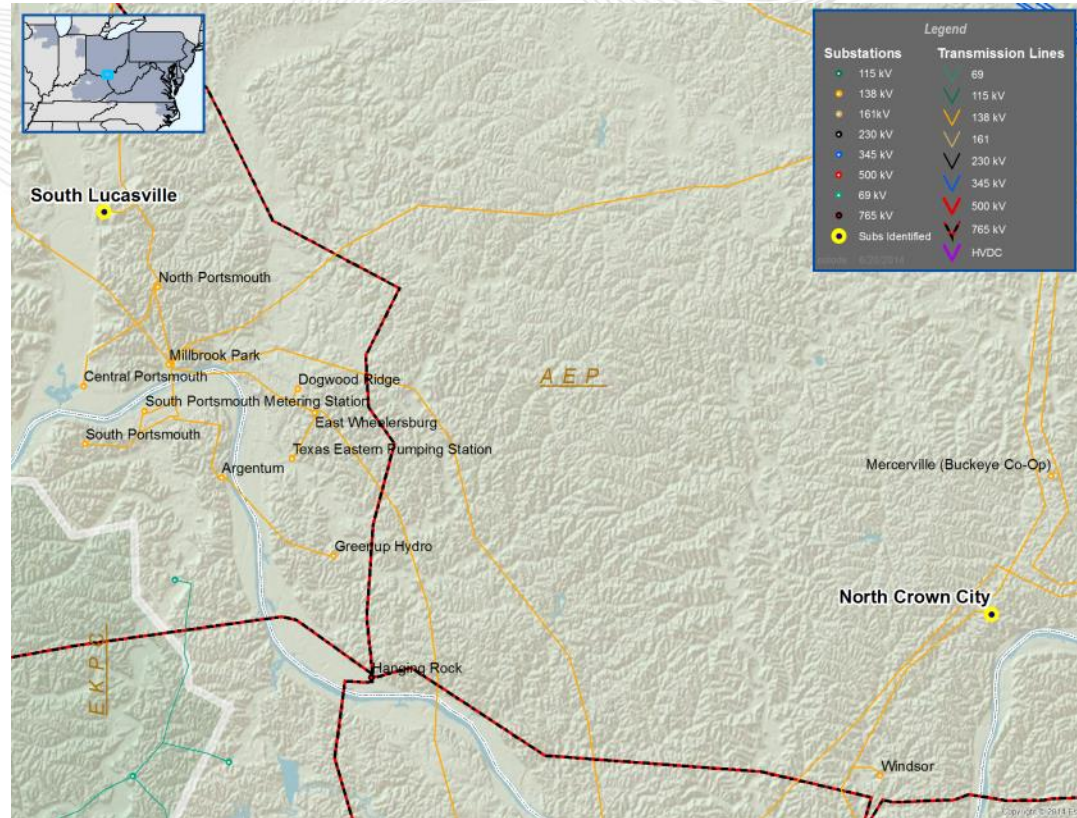 Legend
Substations
Transmission Lines
115 kV
138 kV
161kV
230 kV
345 kV
500 kV
69 kV
765 kV
Subs Identified
69
115 kV
138 kV
161
230 kV
345 kV
500 kV
765 kV
HVDC
South Lucasville
North Portsmouth
Millbrook Park
Central Portsmouth
Dogwood Ridge
South Portsmouth Metering Station
East Wheelersburg
South Portsmouth
Texas Eastern Pumping Station
Argentum
Greenup Hydro
AEP
Mercerville (Buckeye Co-Op)
North Crown City
EKPC
Hanging Rock
Windsor